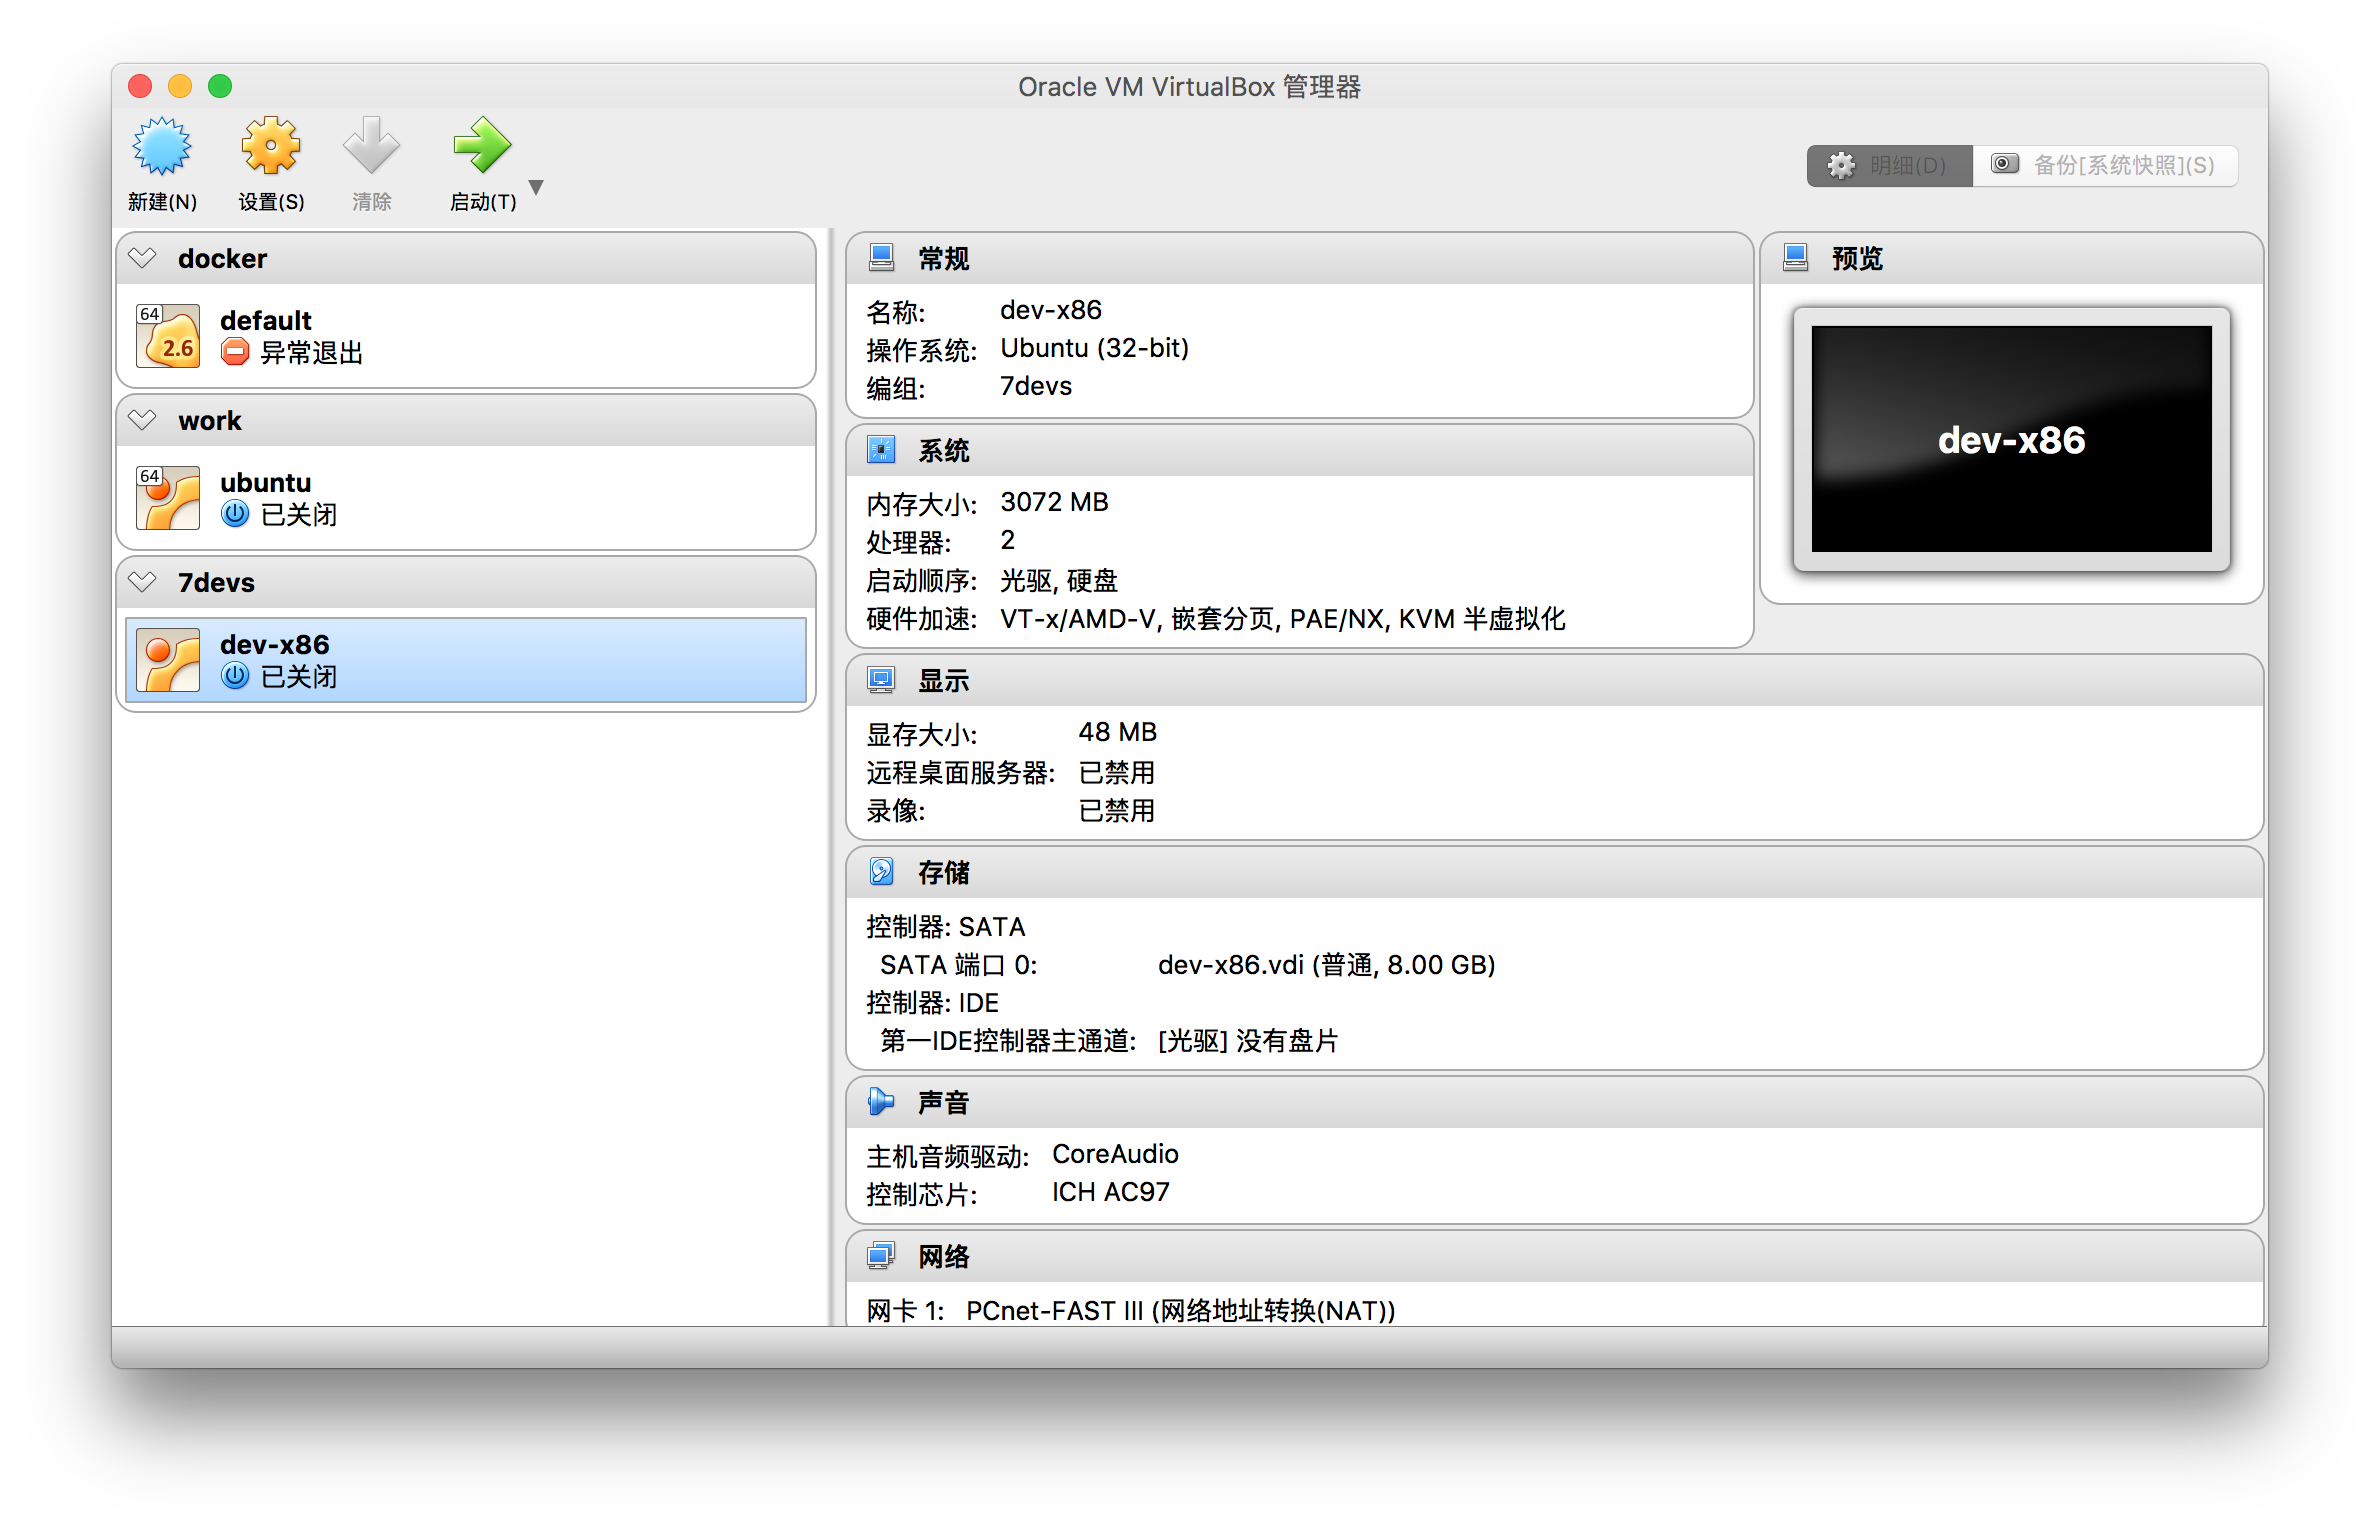 Oracle VM VirtualBox 管理器
新建(N)
设置(S)
清除
启动(T)
明细(D)
备份[系统快照](S)
docker
64
2.6
default
异常退出
work
64
ubuntu
已关闭
7devs
dev-x86
已关闭
常规
名称: dev-x86
操作系统: Ubuntu (32-bit)
编组: 7devs
系统
内存大小: 3072 MB
处理器: 2
启动顺序: 光驱, 硬盘
硬件加速: VT-x/AMD-V, 嵌套分页, PAE/NX, KVM 半虚拟化
预览
dev-x86
显示
显存大小: 48 MB
远程桌面服务器: 已禁用
录像: 已禁用
存储
控制器: SATA
SATA 端口 0: dev-x86.vdi (普通, 8.00 GB)
控制器: IDE
第一IDE控制器主通道: [光驱] 没有盘片
声音
主机音频驱动: CoreAudio
控制芯片: ICH AC97
网络
网卡 1: PCnet-FAST III (网络地址转换(NAT))